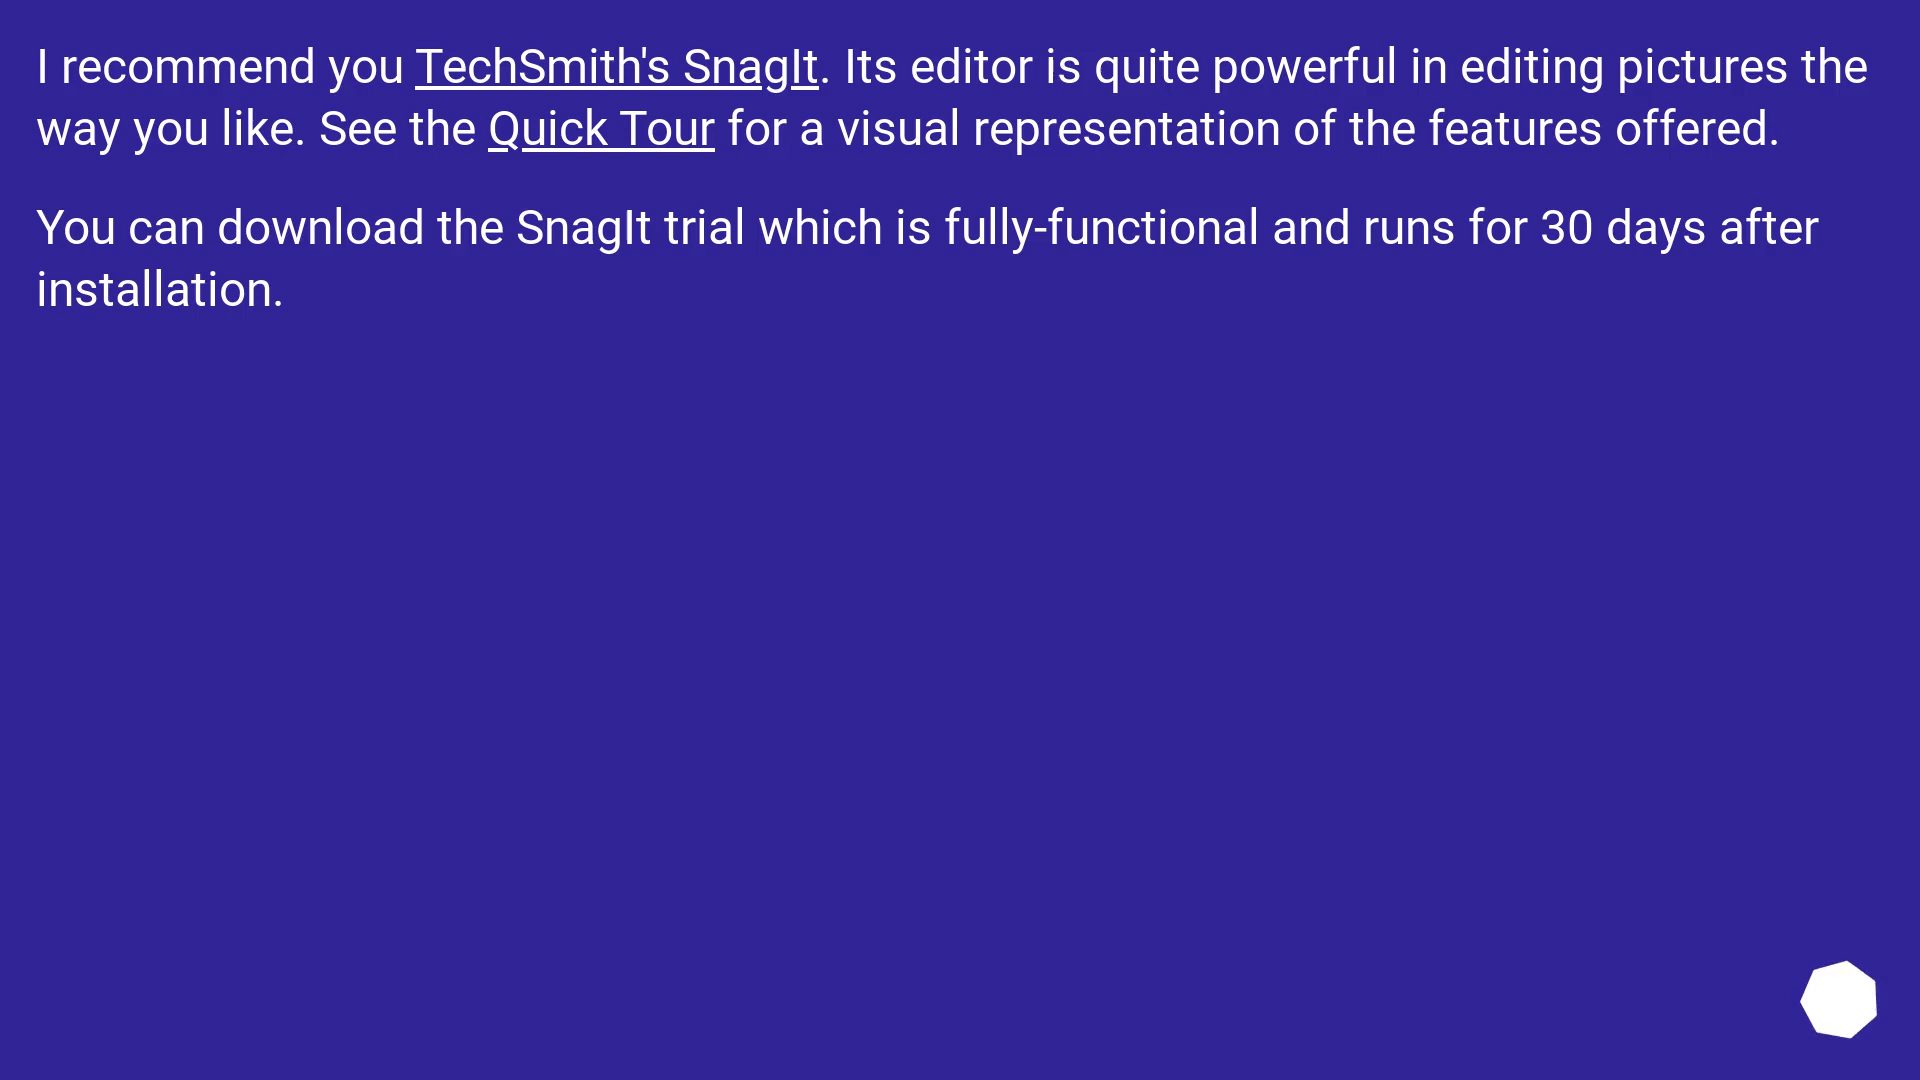 I recommend you TechSmith's SnagIt. Its editor is quite powerful in editing pictures the
way you like. See the Quick Tour for a visual representation of the features offered.
You can download the SnagIt trial which is fully-functional and runs for 30 days after
installation.